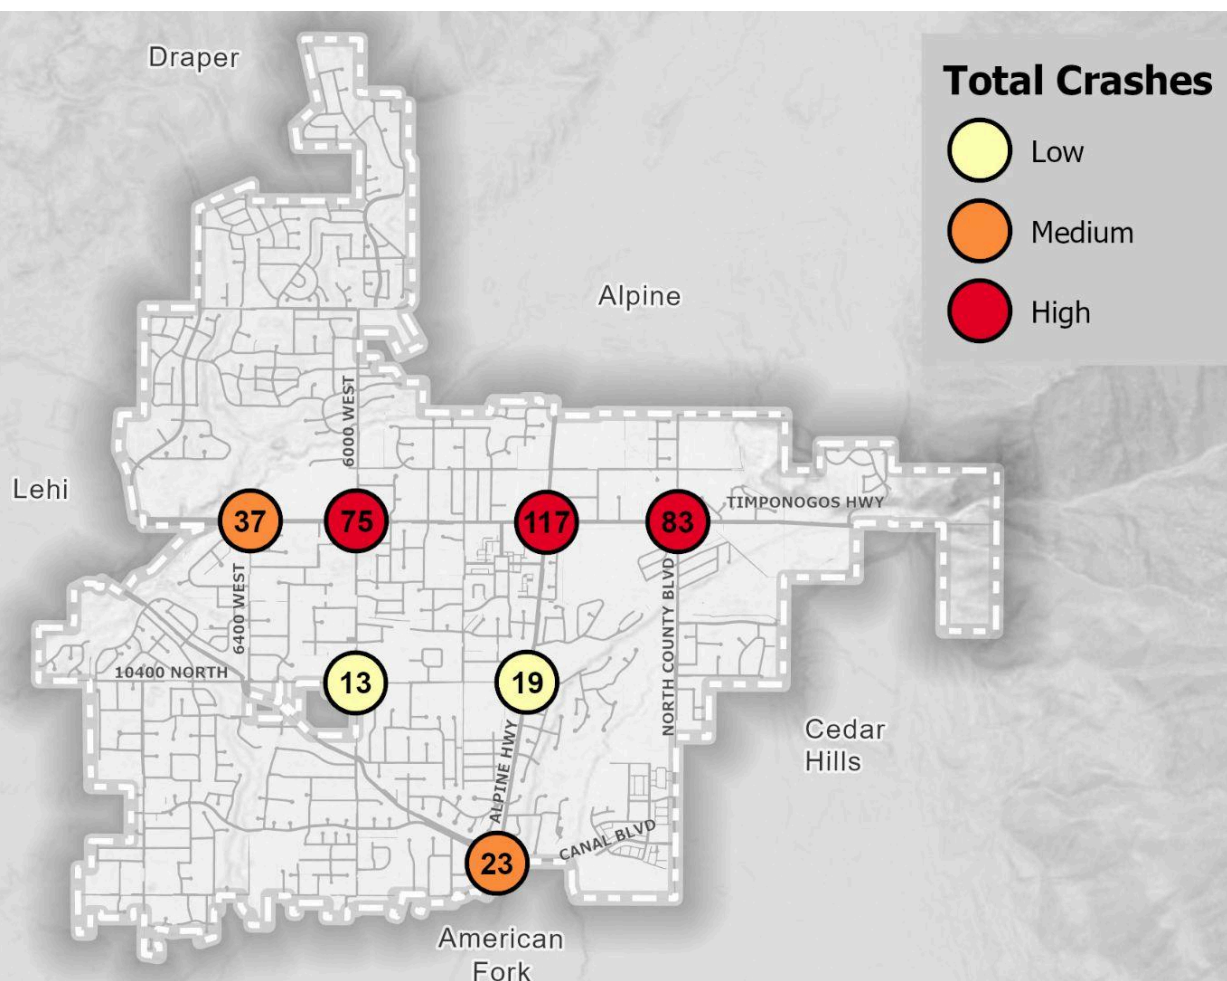 Draper
Total Crashes
Low
Medium
High
Alpine
6000 WEST
Lehi
TIMPONOGOS HWY
37
75
117
83
6400 WEST
NORTH COUNTY BLVD
10400 NORTH
13
19
ALPINE HWY
Cedar
Hills
CANAL BLVD
23
American
Fork